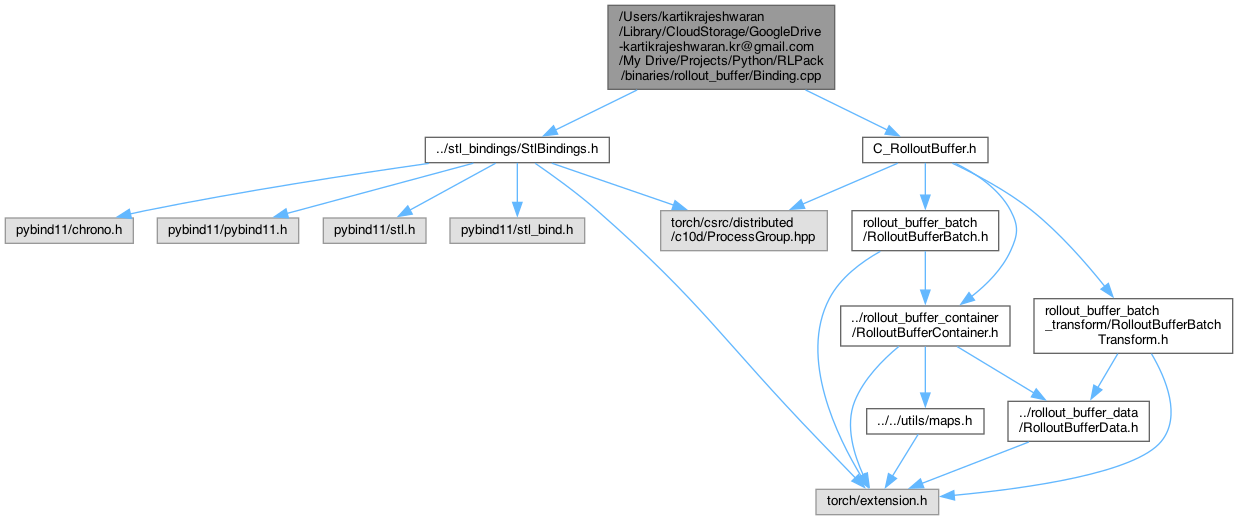 /Users/kartikrajeshwaran
/Library/CloudStorage/GoogleDrive
-kartikrajeshwaran.kr@gmail.com
/My Drive/Projects/Python/RLPack
/binaries/rollout_buffer/Binding.cpp
../stl_bindings/StlBindings.h
C_RolloutBuffer.h
pybind11/chrono.h
pybind11/pybind11.h
pybind11/stl.h
pybind11/stl_bind.h
torch/csrc/distributed
/c10d/ProcessGroup.hpp
rollout_buffer_batch
/RolloutBufferBatch.h
../rollout_buffer_container
/RolloutBufferContainer.h
rollout_buffer_batch
_transform/RolloutBufferBatch
Transform.h
../../utils/maps.h
../rollout_buffer_data
/RolloutBufferData.h
torch/extension.h